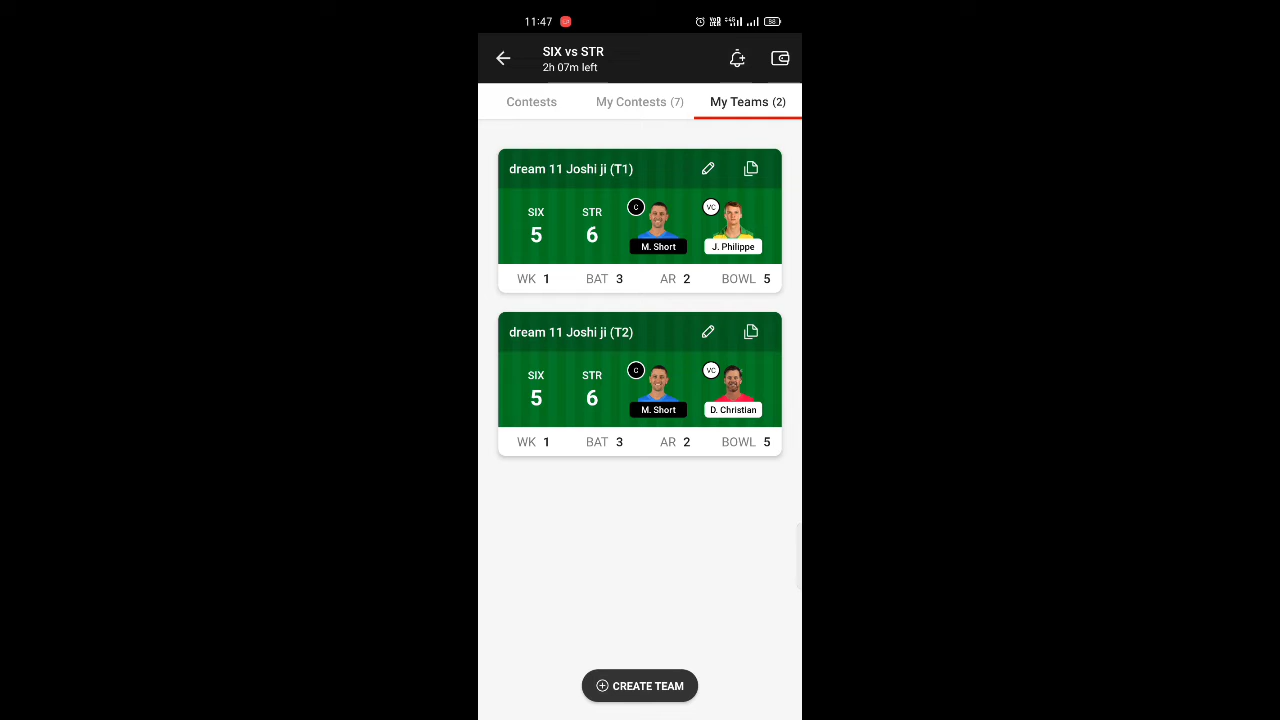 11:47
58
SIX vs STR
2h 07m left
Contests
My Contests (7)
My Teams (2)
dream 11 Joshi ji (T1)
SIX STR C VC
5 6
M. Short J. Philippe
WK 1 BAT 3 AR 2 BOWL 5
dream 11 Joshi ji (T2)
SIX STR C VC
5 6
M. Short D. Christian
WK 1 BAT 3 AR 2 BOWL 5
CREATE TEAM